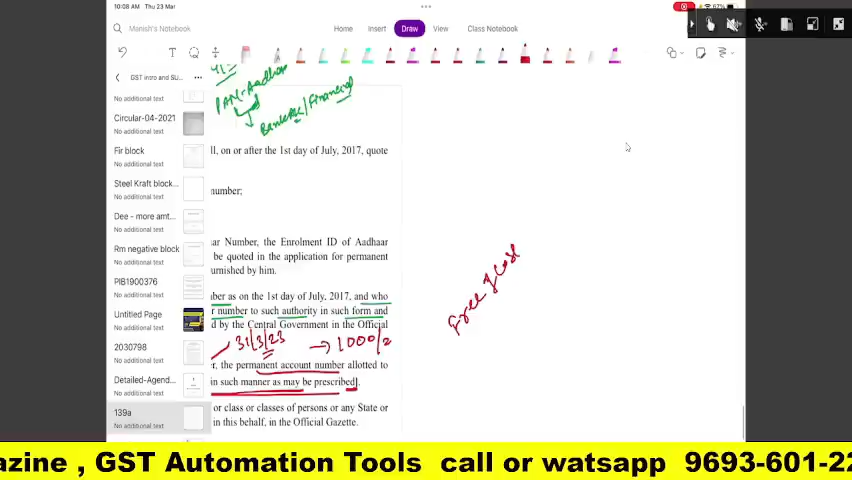 10:08 AM Thu 23 Mar
67%
Manish's Notebook
Home Insert Draw View Class Notebook
GST intro and SU...
No additional text
Circular-04-2021
No additional text
Fir block
No additional text
Steel Kraft block...
No additional text
Dee - more amt...
No additional text
Rm negative block
No additional text
PIB1900376
No additional text
Untitled Page
No additional text
2030798
No additional text
Detailed-Agend...
No additional text
139a
No additional text
PAN-Aadhar
/Financial
ll, on or after the 1st day of July, 2017, quote
number;
ar Number, the Enrolment ID of Aadhaar
be quoted in the application for permanent
urnished by him.
nber as on the 1st day of July, 2017, and who
r number to such authority in such form and
d by the Central Government in the Official
31/3/23 → 1000/-
r, the permanent account number allotted to
in such manner as may be prescribed].
or class or classes of persons or any State or
in this behalf, in the Official Gazette.
Free of cost
azine , GST Automation Tools call or watsapp 9693-601-22